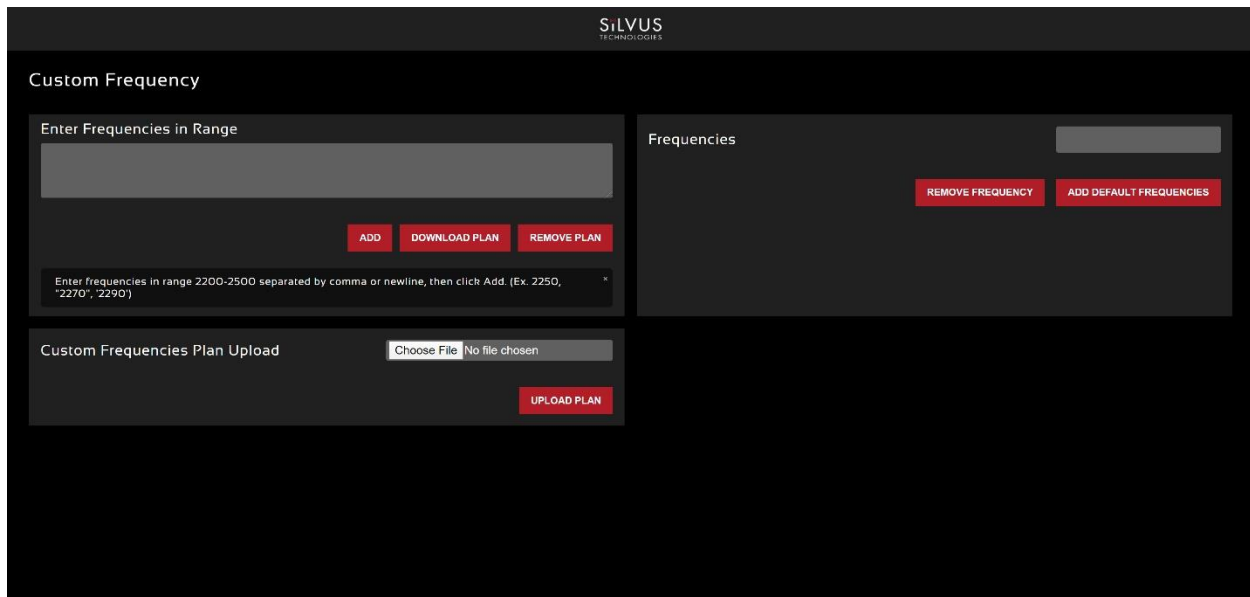 SiLVUS
TECHNOLOGIES
Custom Frequency
Enter Frequencies in Range
ADD
DOWNLOAD PLAN
REMOVE PLAN
Enter frequencies in range 2200-2500 separated by comma or newline, then click Add. (Ex. 2250,
"2270", '2290')
×
Frequencies
REMOVE FREQUENCY
ADD DEFAULT FREQUENCIES
Custom Frequencies Plan Upload
Choose File No file chosen
UPLOAD PLAN